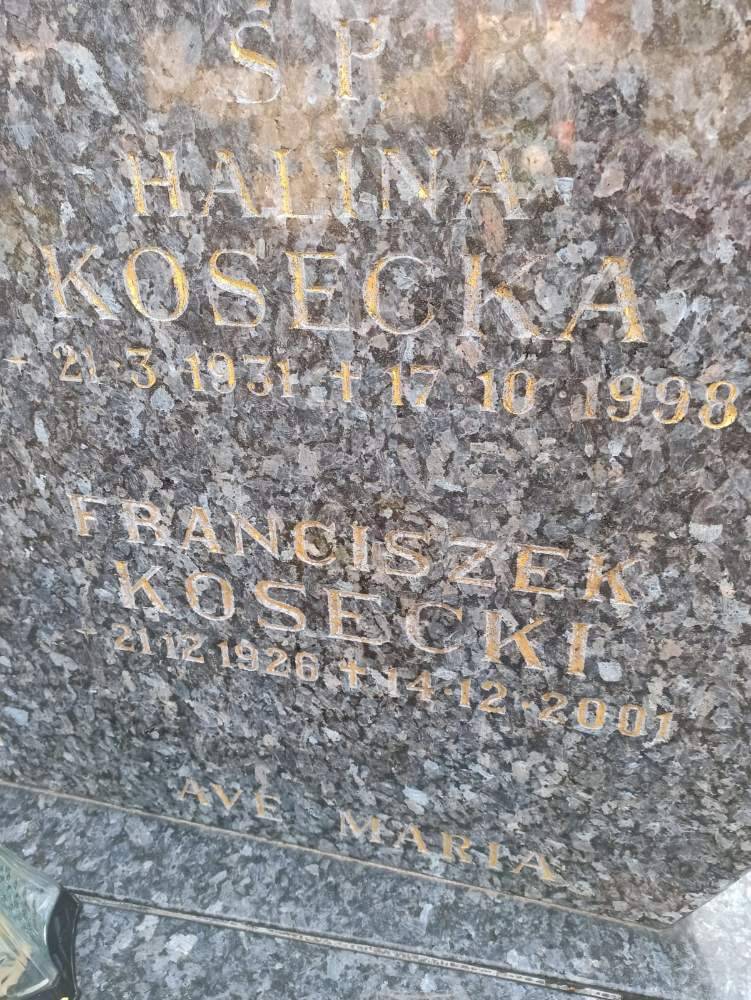 Ś P
HALINA
KOSECKA
21·3·1931 + 17·10·1998
FRANCISZEK
KOSECKI
21 12 1926 + 14·12·2001
AVE MARIA